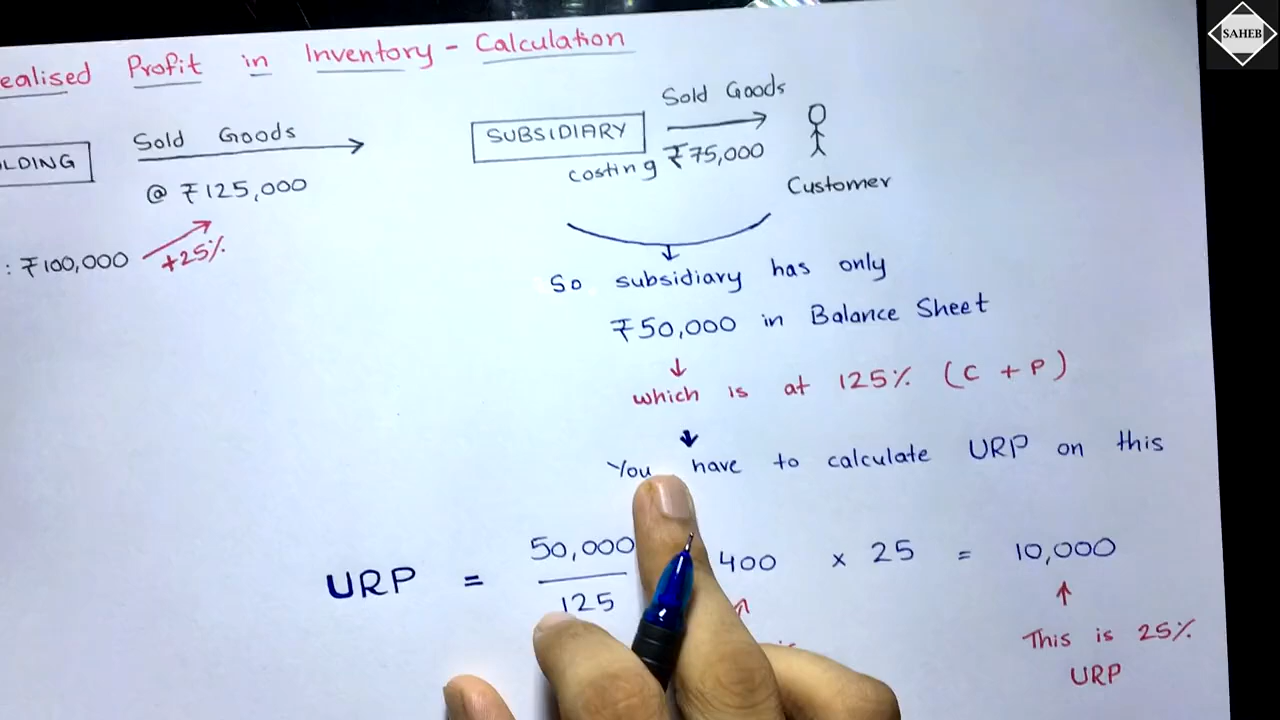 ealised Profit in Inventory - Calculation
SAHEB
LDING
Sold Goods
@ ₹125,000
: ₹100,000
+25%
SUBSIDIARY
Sold Goods
costing ₹75,000
Customer
So subsidiary has only
₹50,000 in Balance Sheet
which is at 125% (C + P)
You have to calculate URP on this
URP = 50,000
125
400 x 25 = 10,000
This is 25%
URP